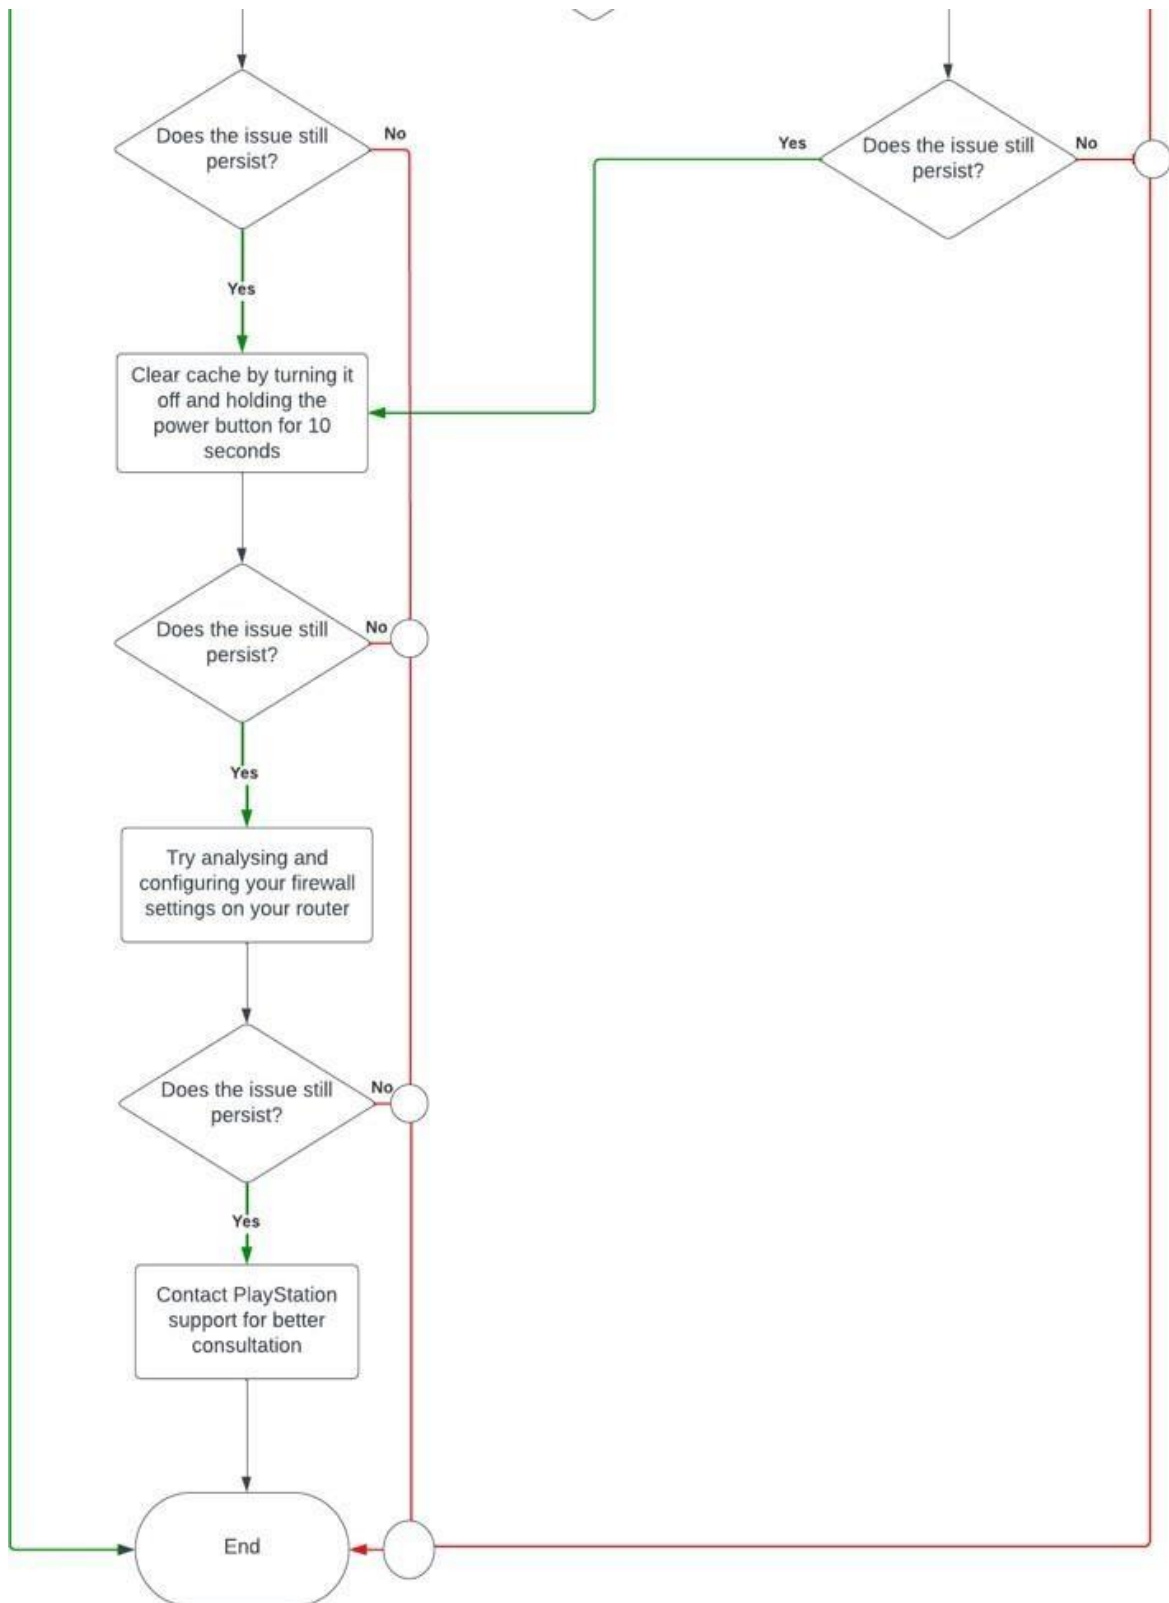 Does the issue still
persist?
No
Yes
Does the issue still
persist?
No
Yes
Clear cache by turning it
off and holding the
power button for 10
seconds
Does the issue still
persist?
No
Yes
Try analysing and
configuring your firewall
settings on your router
Does the issue still
persist?
No
Yes
Contact PlayStation
support for better
consultation
End